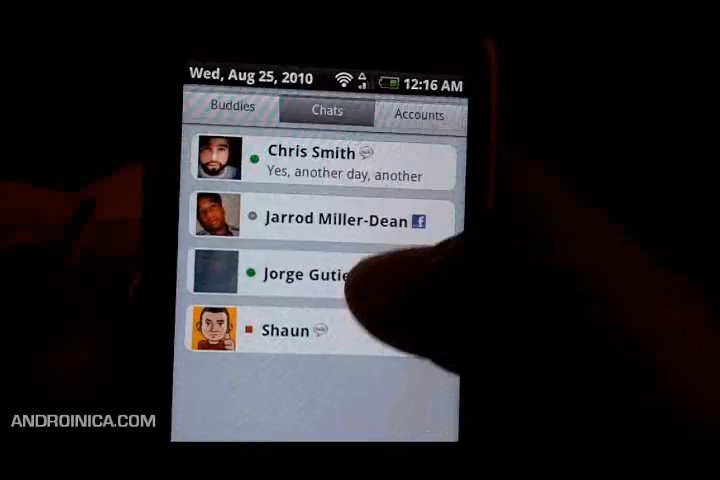 Wed, Aug 25, 2010 12:16 AM
Buddies Chats Accounts
Chris Smith
Yes, another day, another
Jarrod Miller-Dean f
Jorge
Shaun
ANDROINICA.COM